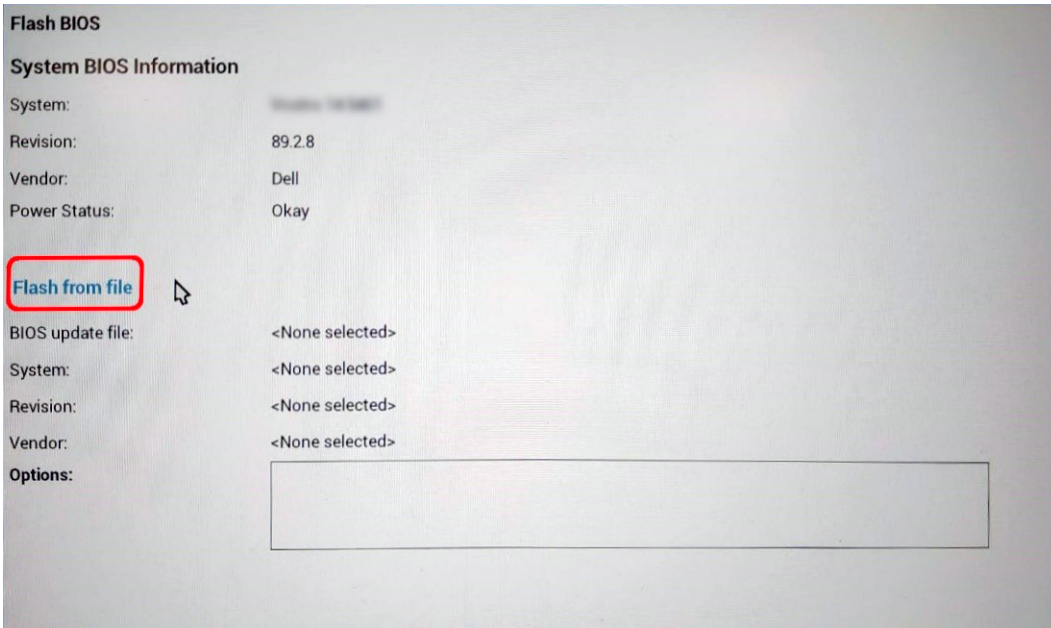 Flash BIOS
System BIOS Information
System:
Revision: 89.2.8
Vendor: Dell
Power Status: Okay
Flash from file
BIOS update file: <None selected>
System: <None selected>
Revision: <None selected>
Vendor: <None selected>
Options: